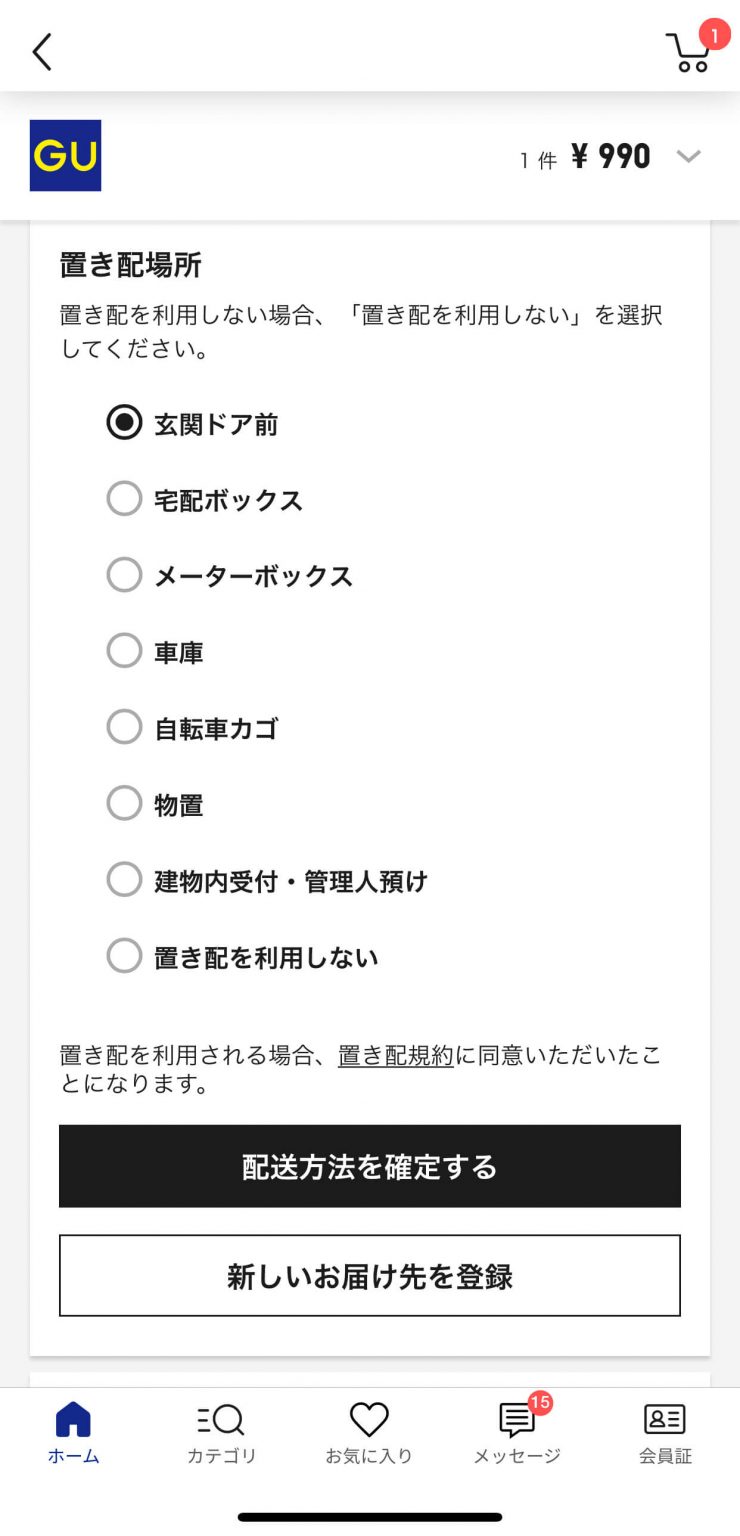 1
GU
1 件 ¥ 990
置き配場所
置き配を利用しない場合、「置き配を利用しない」を選択
してください。
玄関ドア前
宅配ボックス
メーターボックス
車庫
自転車カゴ
物置
建物内受付・管理人預け
置き配を利用しない
置き配を利用される場合、置き配規約に同意いただいたこ
とになります。
配送方法を確定する
新しいお届け先を登録
15
ホーム カテゴリ お気に入り メッセージ 会員証